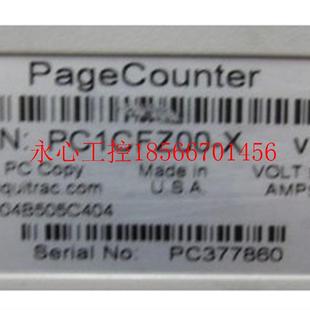 PageCounter
N: PC1CFZ00-X V
永心工控18566701456
PC Copy Made in VOLT
quitrac.com U.S.A. AMPS
04B505C404
Serial No: PC377860